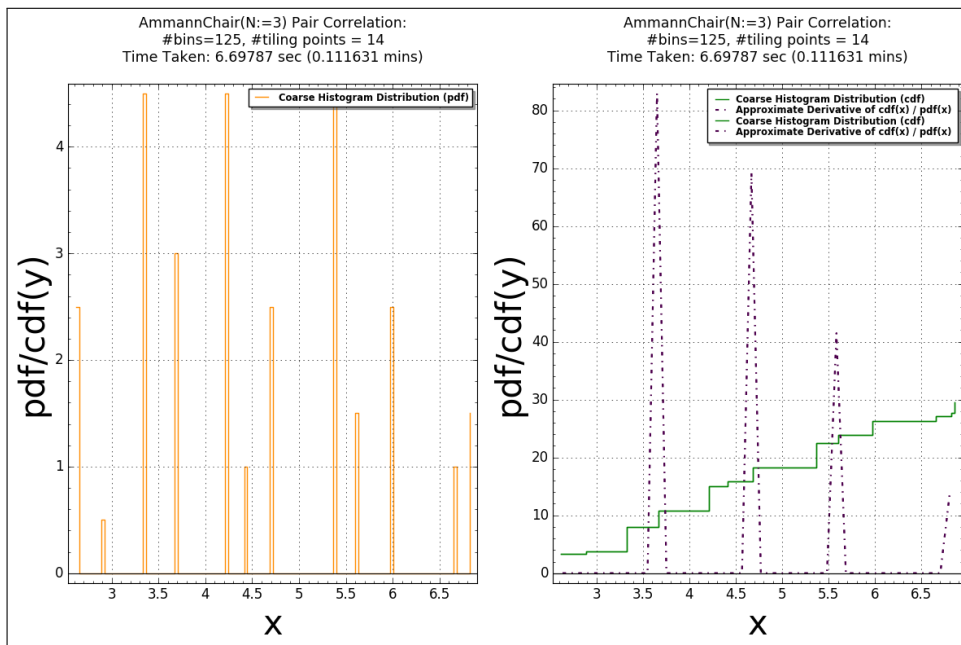 AmmannChair(N:=3) Pair Correlation:
#bins=125, #tiling points = 14
Time Taken: 6.69787 sec (0.111631 mins)
Coarse Histogram Distribution (pdf)
pdf/cdf(y)
4
3
2
1
0
3
3.5
4
4.5
5
5.5
6
6.5
x
AmmannChair(N:=3) Pair Correlation:
#bins=125, #tiling points = 14
Time Taken: 6.69787 sec (0.111631 mins)
Coarse Histogram Distribution (cdf)
Approximate Derivative of cdf(x) / pdf(x)
Coarse Histogram Distribution (cdf)
Approximate Derivative of cdf(x) / pdf(x)
pdf/cdf(y)
80
70
60
50
40
30
20
10
0
3
3.5
4
4.5
5
5.5
6
6.5
x